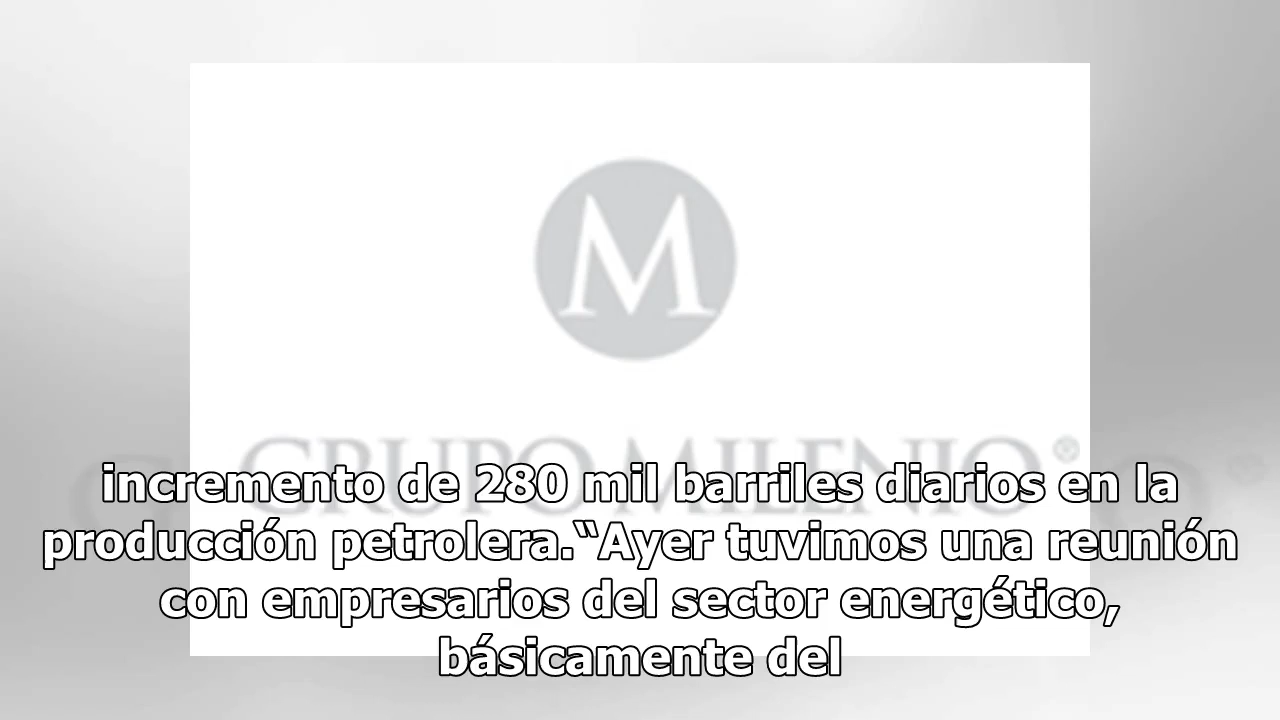 M
GRUPO MILENIO®
incremento de 280 mil barriles diarios en la
producción petrolera.“Ayer tuvimos una reunión
con empresarios del sector energético,
básicamente del